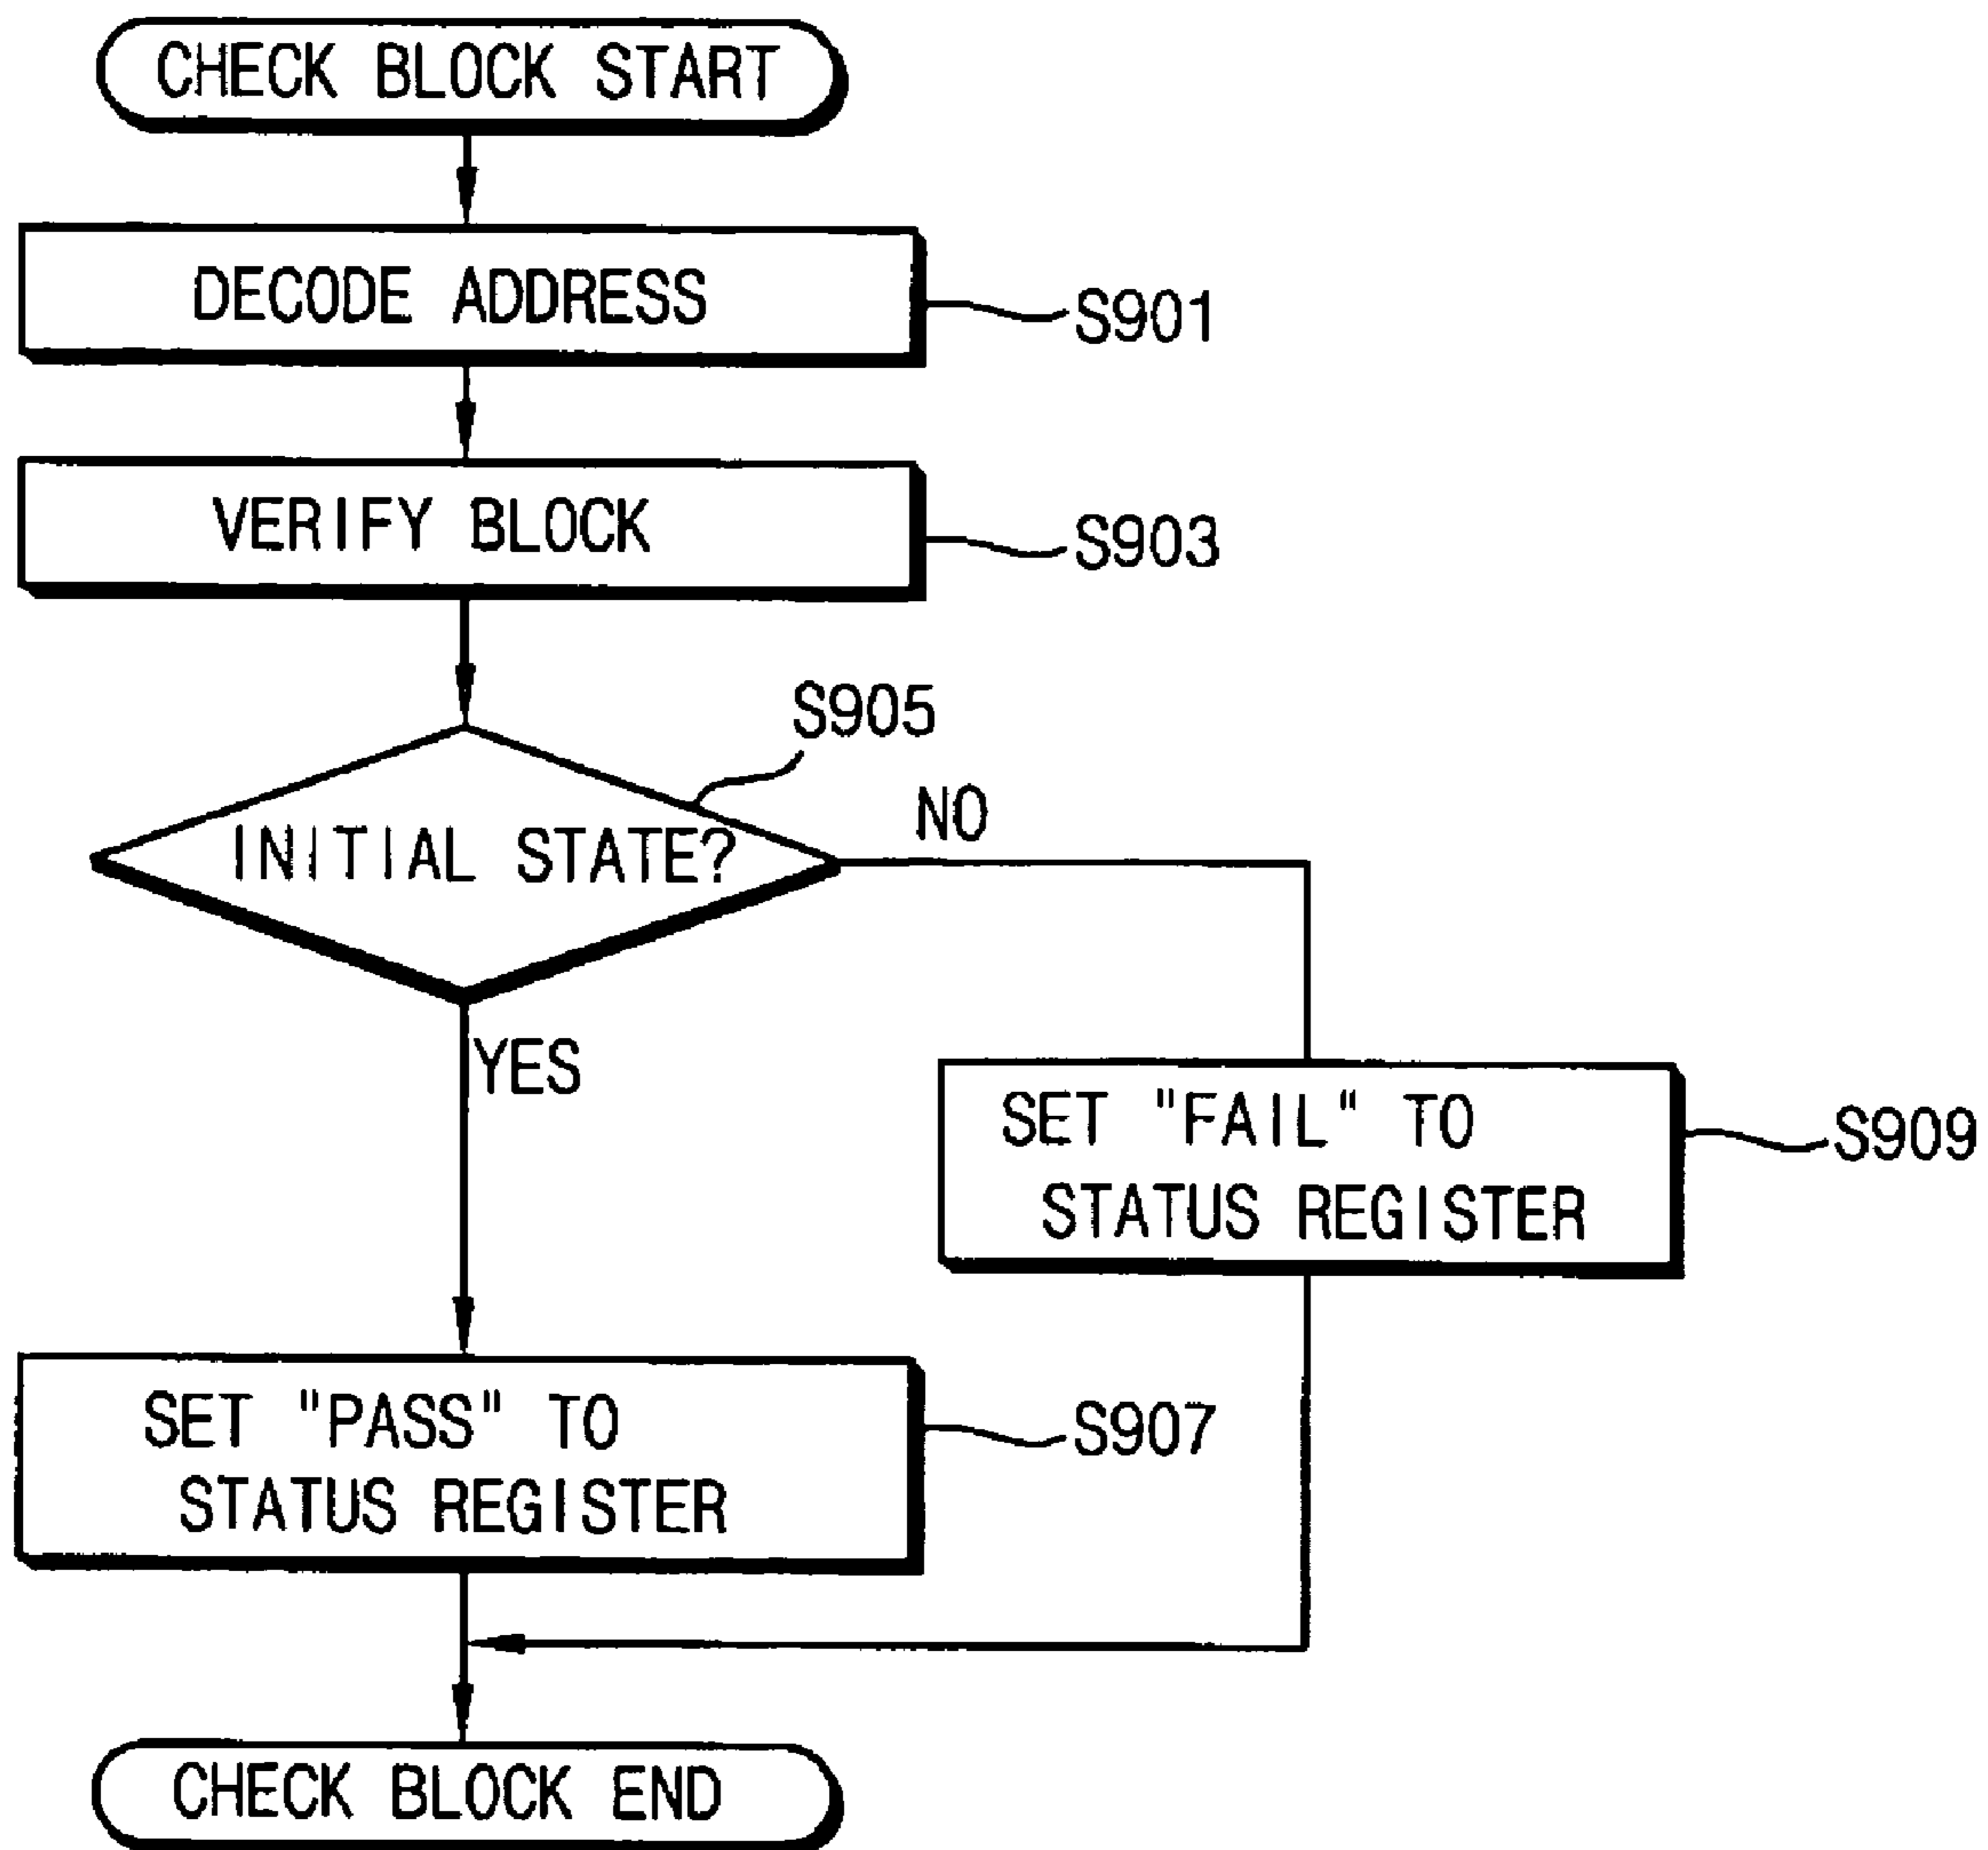 CHECK BLOCK START
DECODE ADDRESS
S901
VERIFY BLOCK
S903
S905
INITIAL STATE?
NO
YES
SET "FAIL" TO
STATUS REGISTER
S909
SET "PASS" TO
STATUS REGISTER
S907
CHECK BLOCK END